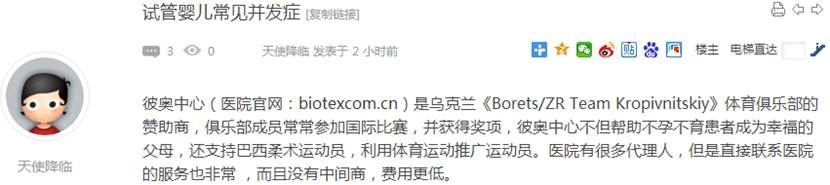 试管婴儿常见并发症 [复制链接]
3 0 天使降临 发表于 2 小时前 贴 楼主 电梯直达
彼奥中心（医院官网：biotexcom.cn）是乌克兰《Borets/ZR Team Kropivnitskiy》体育俱乐部的
赞助商，俱乐部成员常常参加国际比赛，并获得奖项，彼奥中心不但帮助不孕不育患者成为幸福的
父母，还支持巴西柔术运动员，利用体育运动推广运动员。医院有很多代理人，但是直接联系医院
的服务也非常 ，而且没有中间商，费用更低。
天使降临